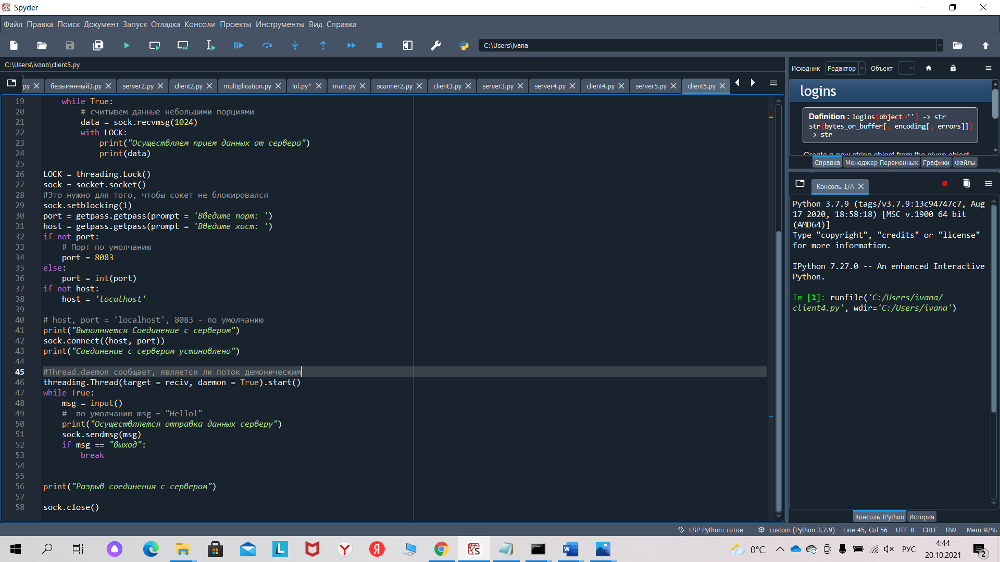 Spyder
Файл Правка Поиск Документ Запуск Отладка Консоли Проекты Инструменты Вид Справка
C:\Users\ivana
C:\Users\ivana\client5.py
py безымянный3.py server2.py client2.py multiplication.py lol.py* matr.py scanner2.py client3.py server3.py server4.py client4.py server5.py client5.py
19 while True:
20 # считывем данные небольшими порциями
21 data = sock.recvmsg(1024)
22 with LOCK:
23 print("Осуществляем прием данных от сервера")
24 print(data)
25
26 LOCK = threading.Lock()
27 sock = socket.socket()
28 #Это нужно для того, чтобы сокет не блокировался
29 sock.setblocking(1)
30 port = getpass.getpass(prompt = 'Введите порт: ')
31 host = getpass.getpass(prompt = 'Введите хост: ')
32 if not port:
33 # Порт по умолчанию
34 port = 8083
35 else:
36 port = int(port)
37 if not host:
38 host = 'localhost'
39
40 # host, port = 'localhost', 8083 - по умолчанию
41 print("Выполняется Соединение с сервером")
42 sock.connect((host, port))
43 print("Соединение с сервером установлено")
44
45 #Thread.daemon сообщает, является ли поток демоническим
46 threading.Thread(target = reciv, daemon = True).start()
47 while True:
48 msg = input()
49 #  по умолчанию msg = "Hello!"
50 print("Осуществляется отправка данных серверу")
51 sock.sendmsg(msg)
52 if msg == "выход":
53 break
54
55
56 print("Разрыв соединения с сервером")
57
58 sock.close()
Исходник Редактор Объект
logins
Definition : logins(object='') -> str
str(bytes_or_buffer[, encoding[, errors]])
-> str
Create a new string object from the given object.
Справка Менеджер Переменных Графики Файлы
Консоль 1/A
Python 3.7.9 (tags/v3.7.9:13c94747c7, Aug
17 2020, 18:58:18) [MSC v.1900 64 bit
(AMD64)]
Type "copyright", "credits" or "license"
for more information.
IPython 7.27.0 -- An enhanced Interactive
Python.
In [1]: runfile('C:/Users/ivana/
client4.py', wdir='C:/Users/ivana')
Консоль IPython История
LSP Python: готов custom (Python 3.7.9) Line 45, Col 56 UTF-8 CRLF RW Mem 92%
0°C РУС 4:44
20.10.2021
2